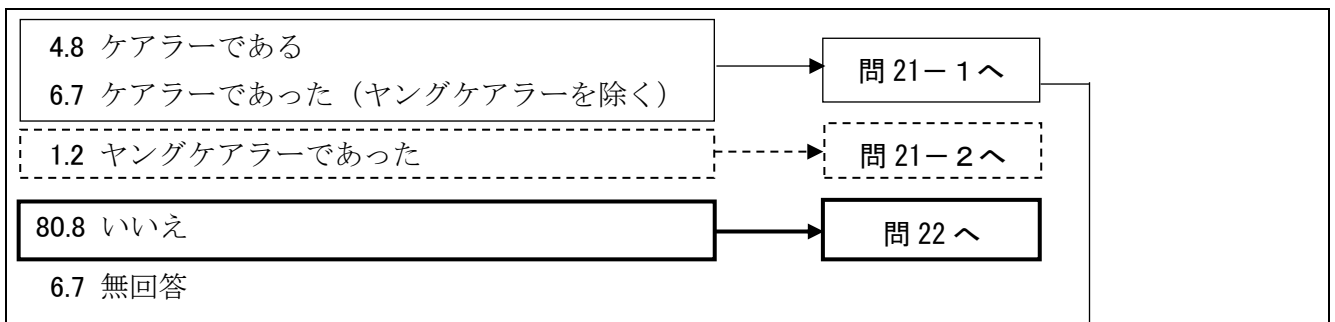 4.8 ケアラーである
6.7 ケアラーであった（ヤングケアラーを除く）
問 21－１へ
1.2 ヤングケアラーであった
問 21－２へ
80.8 いいえ
問 22 へ
6.7 無回答